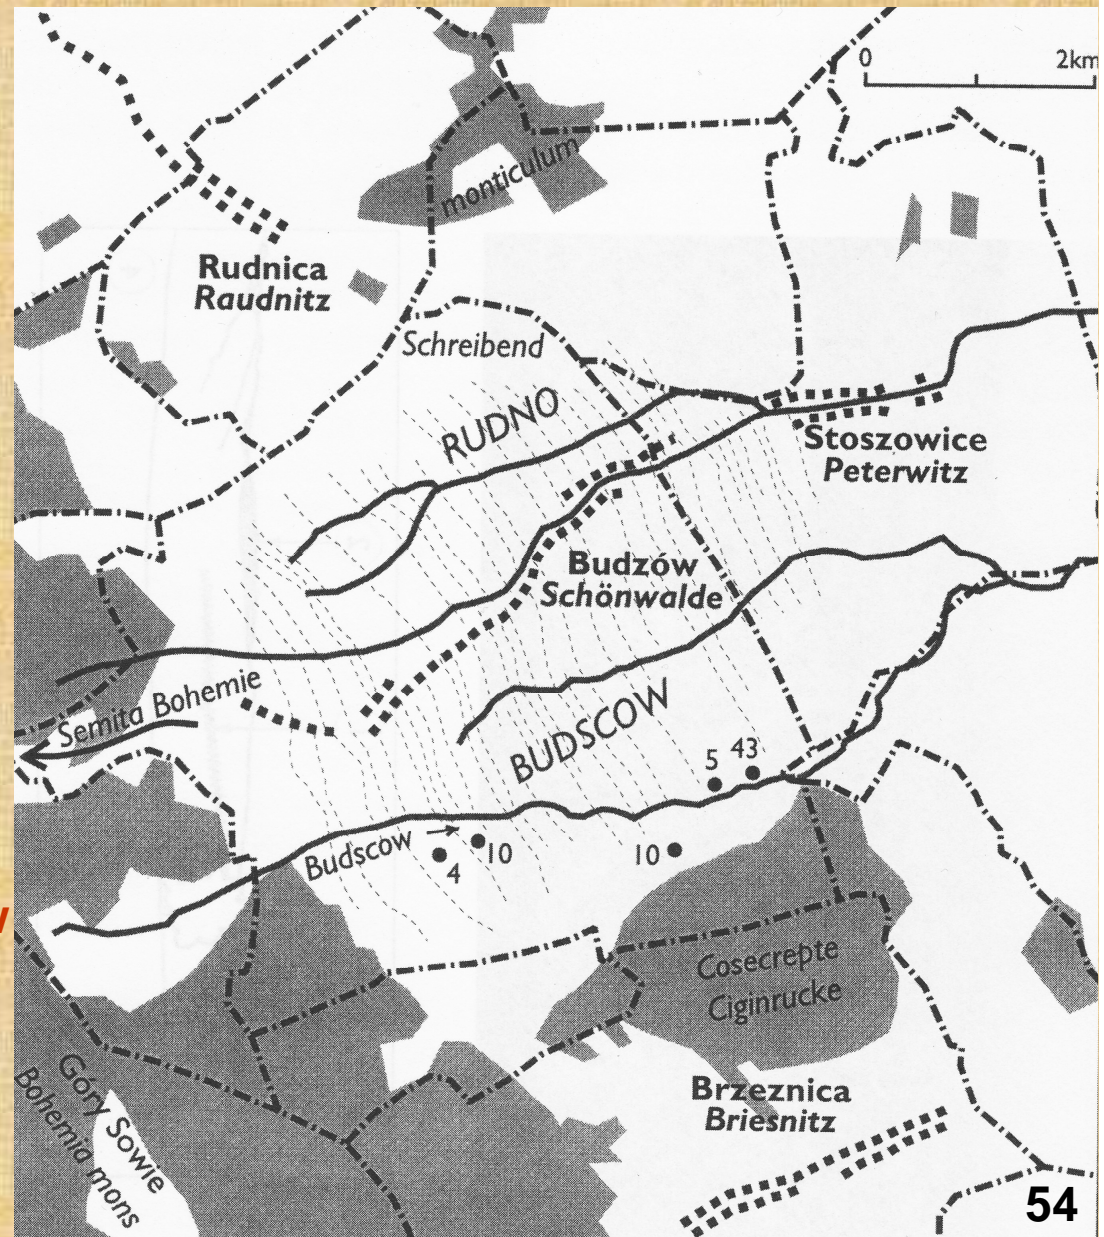 0 2km
monticulum
Rudnica
Raudnitz
Schreibend
RUDNO
Stoszowice
Peterwitz
Budzów
Schönwalde
Semita Bohemie
BUDSCOW
5 43
Budscow
10
4
10
Cosecrepte
Ciginrucke
Góry Sowie
Bohemia mons
Brzeznica
Briesnitz
54